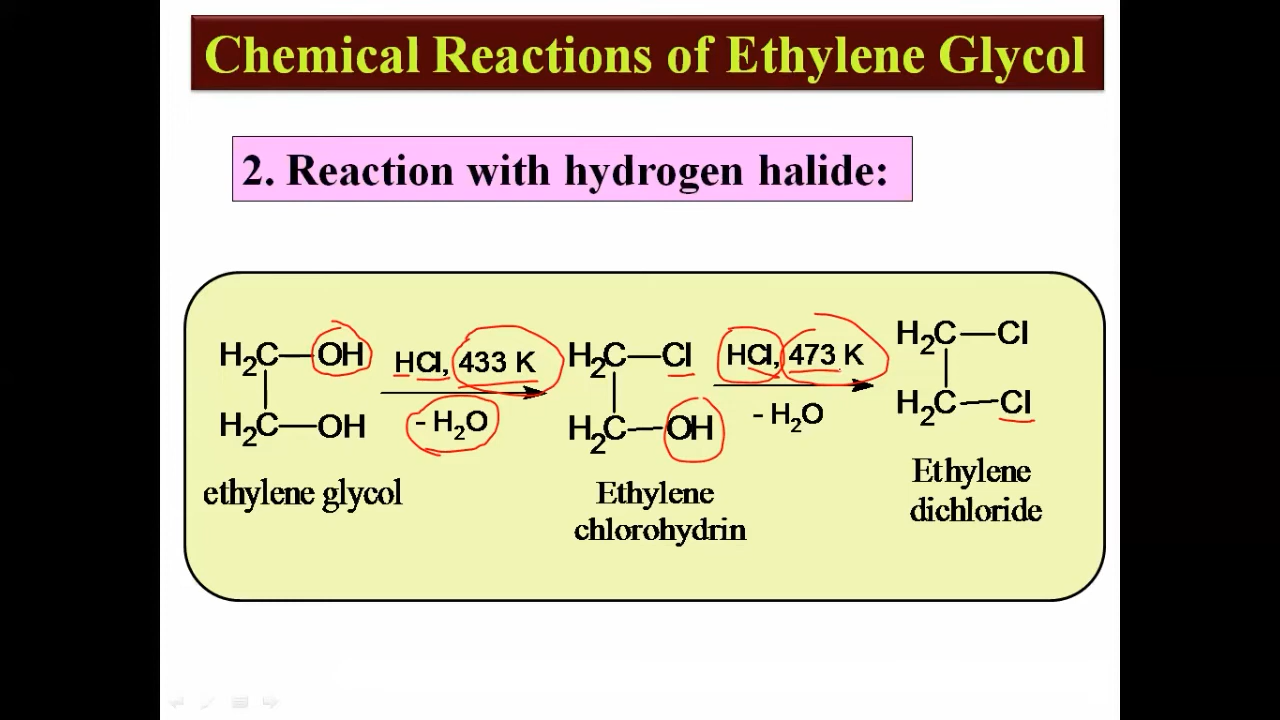 Chemical Reactions of Ethylene Glycol
2. Reaction with hydrogen halide:
H₂C—OH
H₂C—OH
ethylene glycol
HCl, 433 K
- H₂O
H₂C—Cl
H₂C—OH
Ethylene
chlorohydrin
HCl, 473 K
- H₂O
H₂C—Cl
H₂C—Cl
Ethylene
dichloride